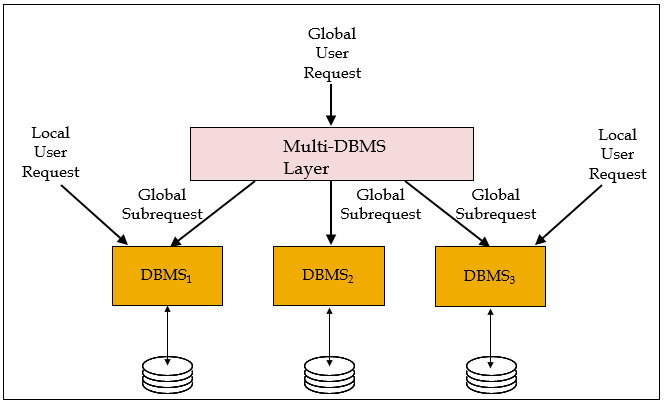 Global
User
Request
Multi-DBMS
Layer
Local
User
Request
Local
User
Request
Global
Subrequest
Global
Subrequest
Global
Subrequest
DBMS₁
DBMS₂
DBMS₃